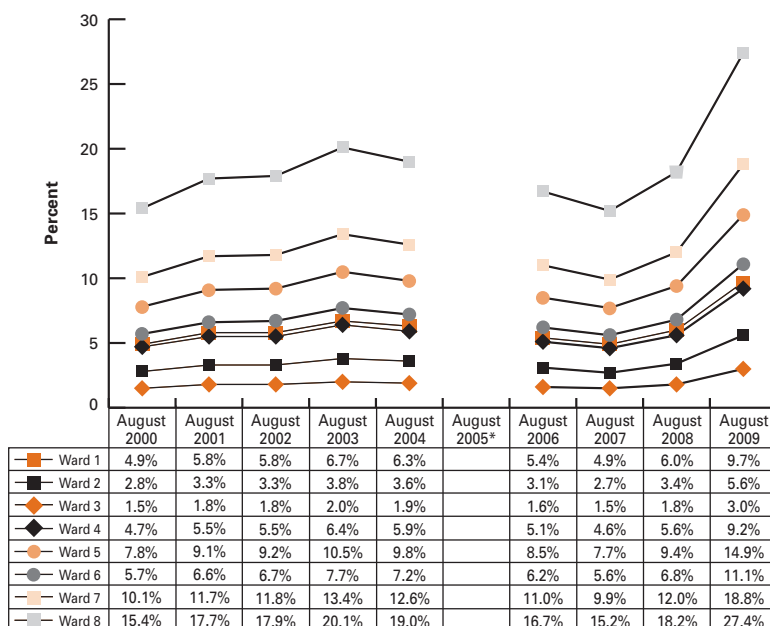 30
25
20
15
10
5
0
Percent
August August August August August August August August August August
2000 2001 2002 2003 2004 2005* 2006 2007 2008 2009
Ward 1 4.9% 5.8% 5.8% 6.7% 6.3% 5.4% 4.9% 6.0% 9.7%
Ward 2 2.8% 3.3% 3.3% 3.8% 3.6% 3.1% 2.7% 3.4% 5.6%
Ward 3 1.5% 1.8% 1.8% 2.0% 1.9% 1.6% 1.5% 1.8% 3.0%
Ward 4 4.7% 5.5% 5.5% 6.4% 5.9% 5.1% 4.6% 5.6% 9.2%
Ward 5 7.8% 9.1% 9.2% 10.5% 9.8% 8.5% 7.7% 9.4% 14.9%
Ward 6 5.7% 6.6% 6.7% 7.7% 7.2% 6.2% 5.6% 6.8% 11.1%
Ward 7 10.1% 11.7% 11.8% 13.4% 12.6% 11.0% 9.9% 12.0% 18.8%
Ward 8 15.4% 17.7% 17.9% 20.1% 19.0% 16.7% 15.2% 18.2% 27.4%